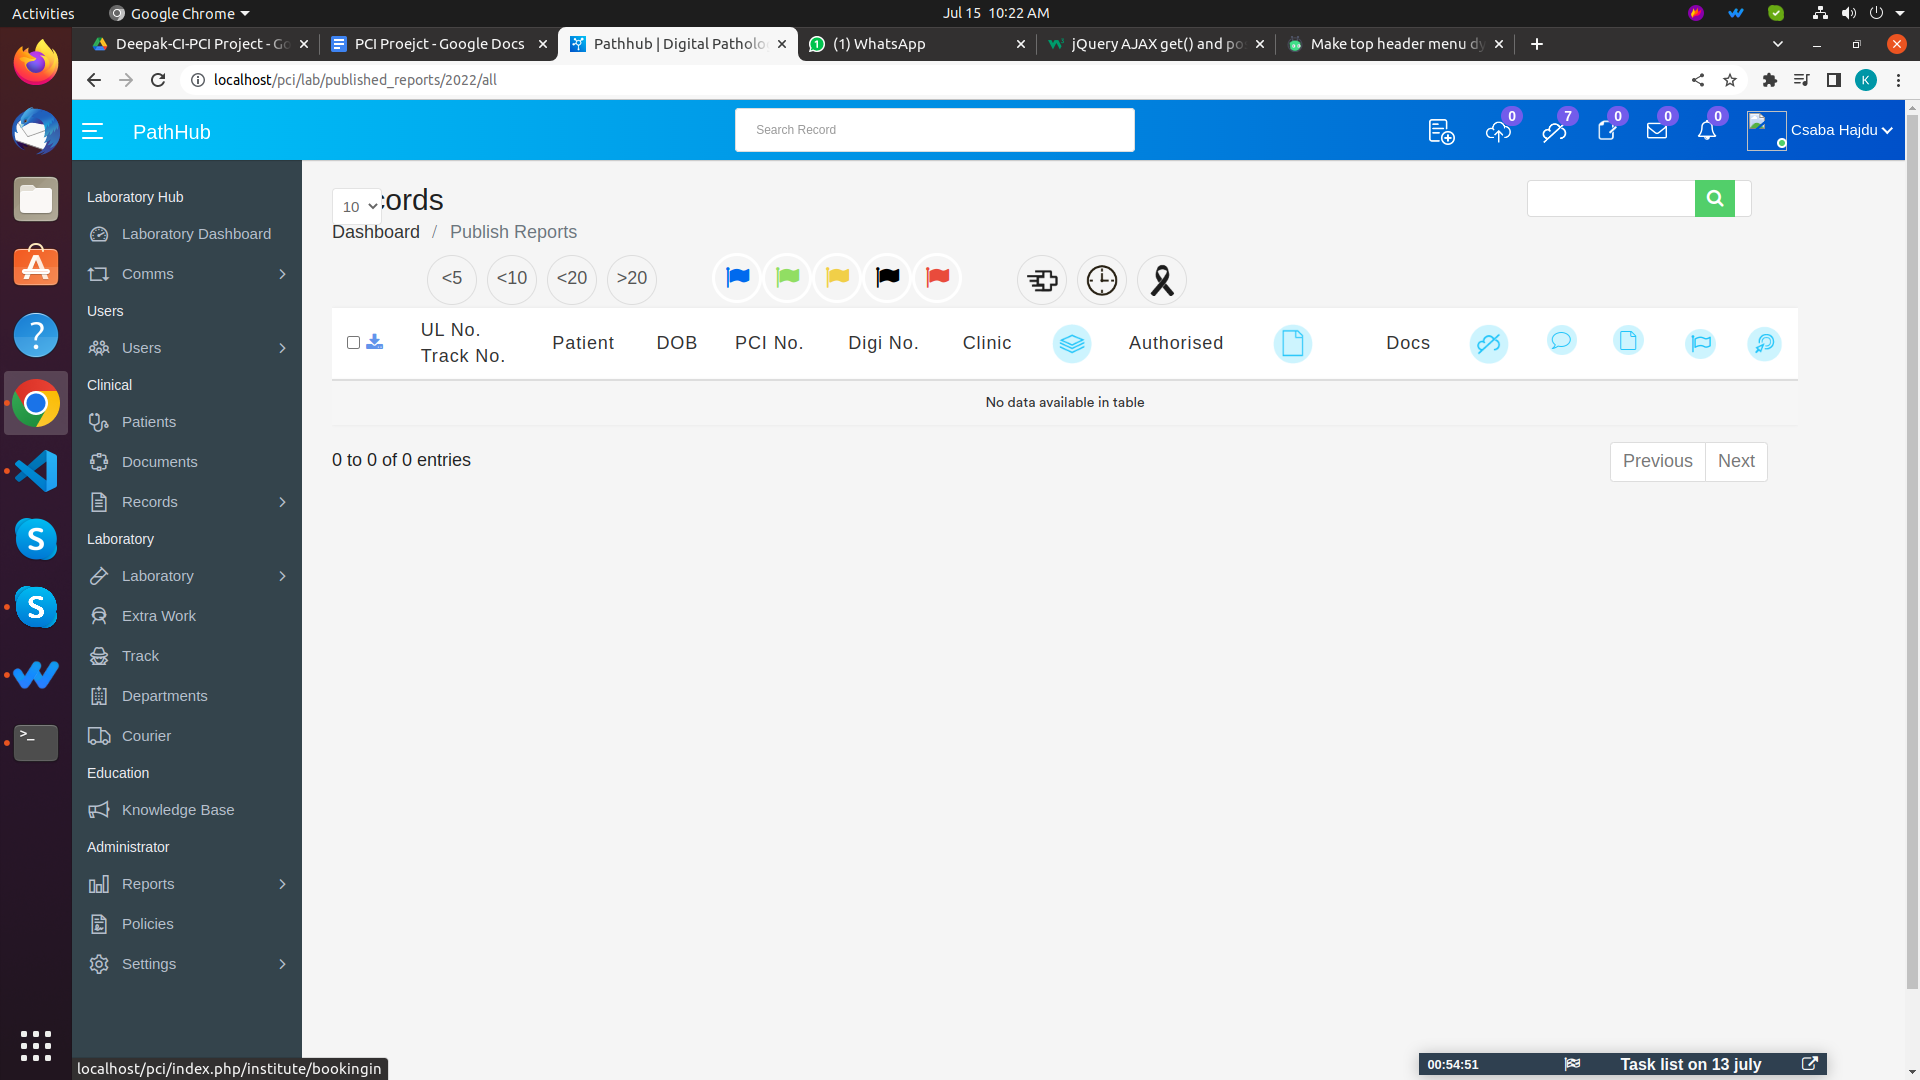 Activities
Google Chrome
Jul 15 10:22 AM
Deepak-CI-PCI Project - Go
PCI Proejct - Google Docs
Pathhub | Digital Patholo
(1) WhatsApp
jQuery AJAX get() and po
Make top header menu dy
localhost/pci/lab/published_reports/2022/all
K
PathHub
Search Record
0
7
0
0
0
Csaba Hajdu
Laboratory Hub
Laboratory Dashboard
Comms
Users
Users
Clinical
Patients
Documents
Records
Laboratory
Laboratory
Extra Work
Track
Departments
Courier
Education
Knowledge Base
Administrator
Reports
Policies
Settings
10
cords
Dashboard / Publish Reports
<5
<10
<20
>20
UL No.
Track No.
Patient
DOB
PCI No.
Digi No.
Clinic
Authorised
Docs
No data available in table
0 to 0 of 0 entries
Previous
Next
localhost/pci/index.php/institute/bookingin
00:54:51
Task list on 13 july